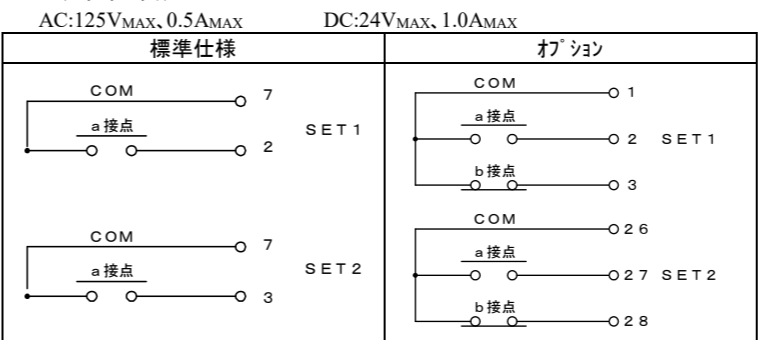 AC:125VMAX、0.5AMAX DC:24VMAX、1.0AMAX
標準仕様
COM 7
a接点
2
SET1
COM 7
a接点
3
SET2
ｵﾌﾟｼｮﾝ
COM 1
a接点
2 SET1
b接点
3
COM 26
a接点
27 SET2
b接点
28